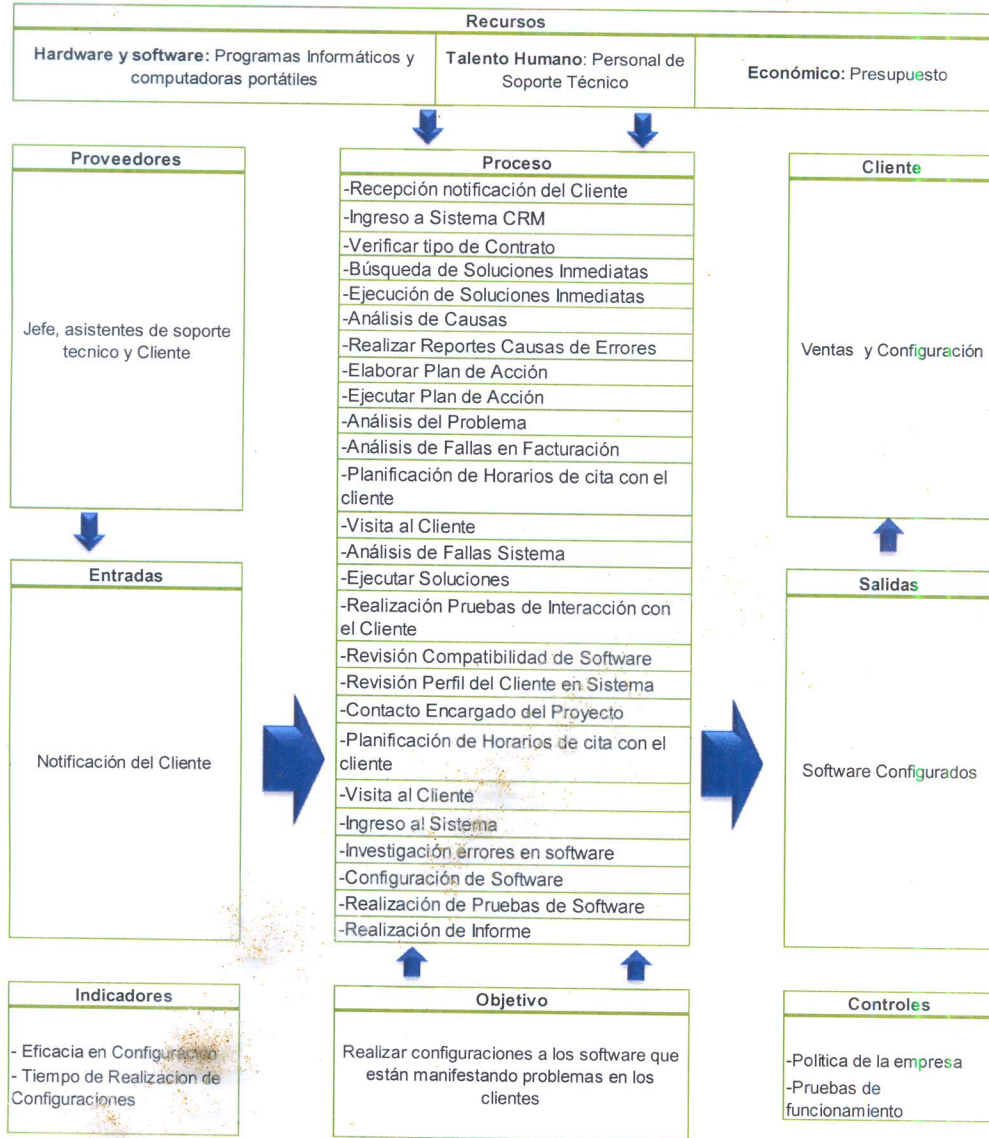 Recursos
Hardware y software: Programas Informáticos y
computadoras portátiles
Talento Humano: Personal de
Soporte Técnico
Económico: Presupuesto
Proveedores
Jefe, asistentes de soporte
tecnico y Cliente
Proceso
-Recepción notificación del Cliente
-Ingreso a Sistema CRM
-Verificar tipo de Contrato
-Búsqueda de Soluciones Inmediatas
-Ejecución de Soluciones Inmediatas
-Análisis de Causas
-Realizar Reportes Causas de Errores
-Elaborar Plan de Acción
-Ejecutar Plan de Acción
-Análisis del Problema
-Análisis de Fallas en Facturación
-Planificación de Horarios de cita con el
cliente
-Visita al Cliente
-Análisis de Fallas Sistema
-Ejecutar Soluciones
-Realización Pruebas de Interacción con
el Cliente
-Revisión Compatibilidad de Software
-Revisión Perfil del Cliente en Sistema
-Contacto Encargado del Proyecto
-Planificación de Horarios de cita con el
cliente
-Visita al Cliente
-Ingreso al Sistema
-Investigación errores en software
-Configuración de Software
-Realización de Pruebas de Software
-Realización de Informe
Cliente
Ventas y Configuración
Entradas
Notificación del Cliente
Salidas
Software Configurados
Indicadores
- Eficacia en Configuración
- Tiempo de Realizacion de
Configuraciones
Objetivo
Realizar configuraciones a los software que
están manifestando problemas en los
clientes
Controles
-Política de la empresa
-Pruebas de
funcionamiento